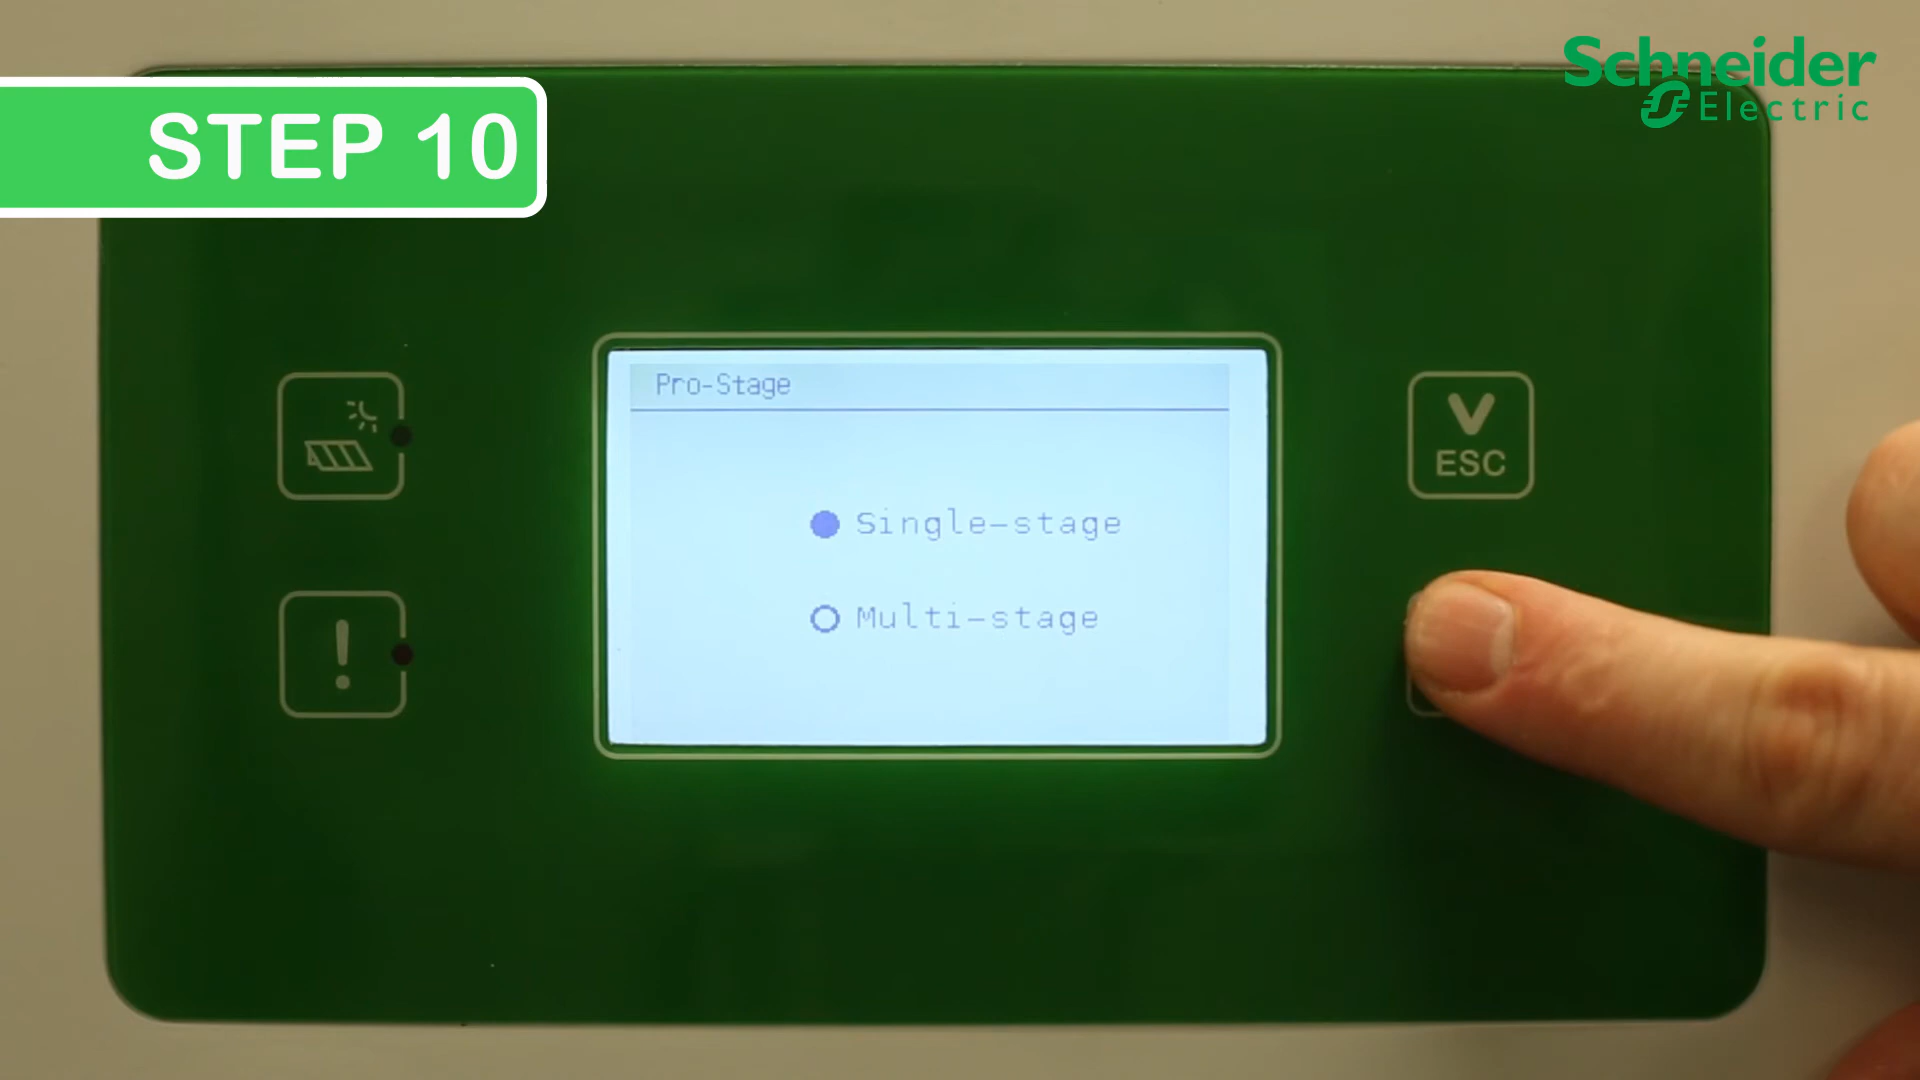 Schneider
Electric
STEP 10
Pro-Stage
Single-stage
Multi-stage
ESC